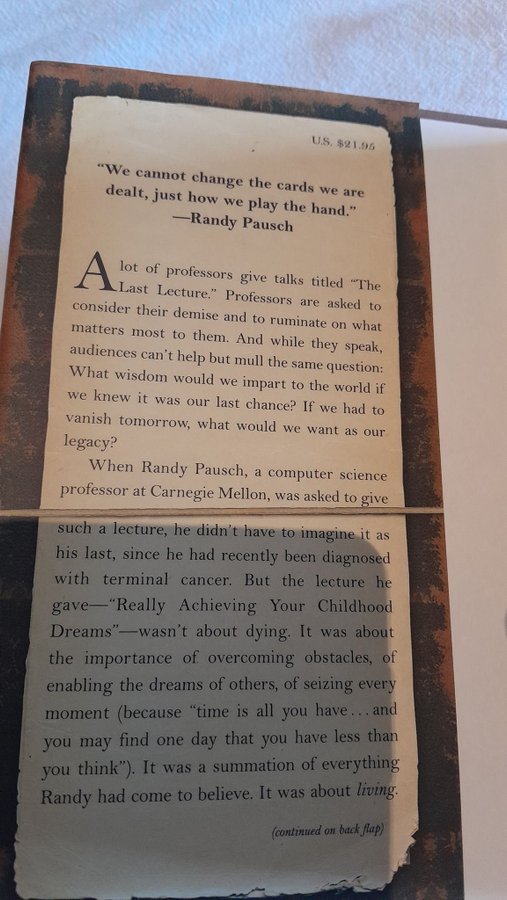 U.S. $21.95
“We cannot change the cards we are
dealt, just how we play the hand.”
—Randy Pausch
A lot of professors give talks titled “The
Last Lecture.” Professors are asked to
consider their demise and to ruminate on what
matters most to them. And while they speak,
audiences can’t help but mull the same question:
What wisdom would we impart to the world if
we knew it was our last chance? If we had to
vanish tomorrow, what would we want as our
legacy?
When Randy Pausch, a computer science
professor at Carnegie Mellon, was asked to give
such a lecture, he didn’t have to imagine it as
his last, since he had recently been diagnosed
with terminal cancer. But the lecture he
gave—“Really Achieving Your Childhood
Dreams”—wasn’t about dying. It was about
the importance of overcoming obstacles, of
enabling the dreams of others, of seizing every
moment (because “time is all you have...and
you may find one day that you have less than
you think”). It was a summation of everything
Randy had come to believe. It was about living.
(continued on back flap)